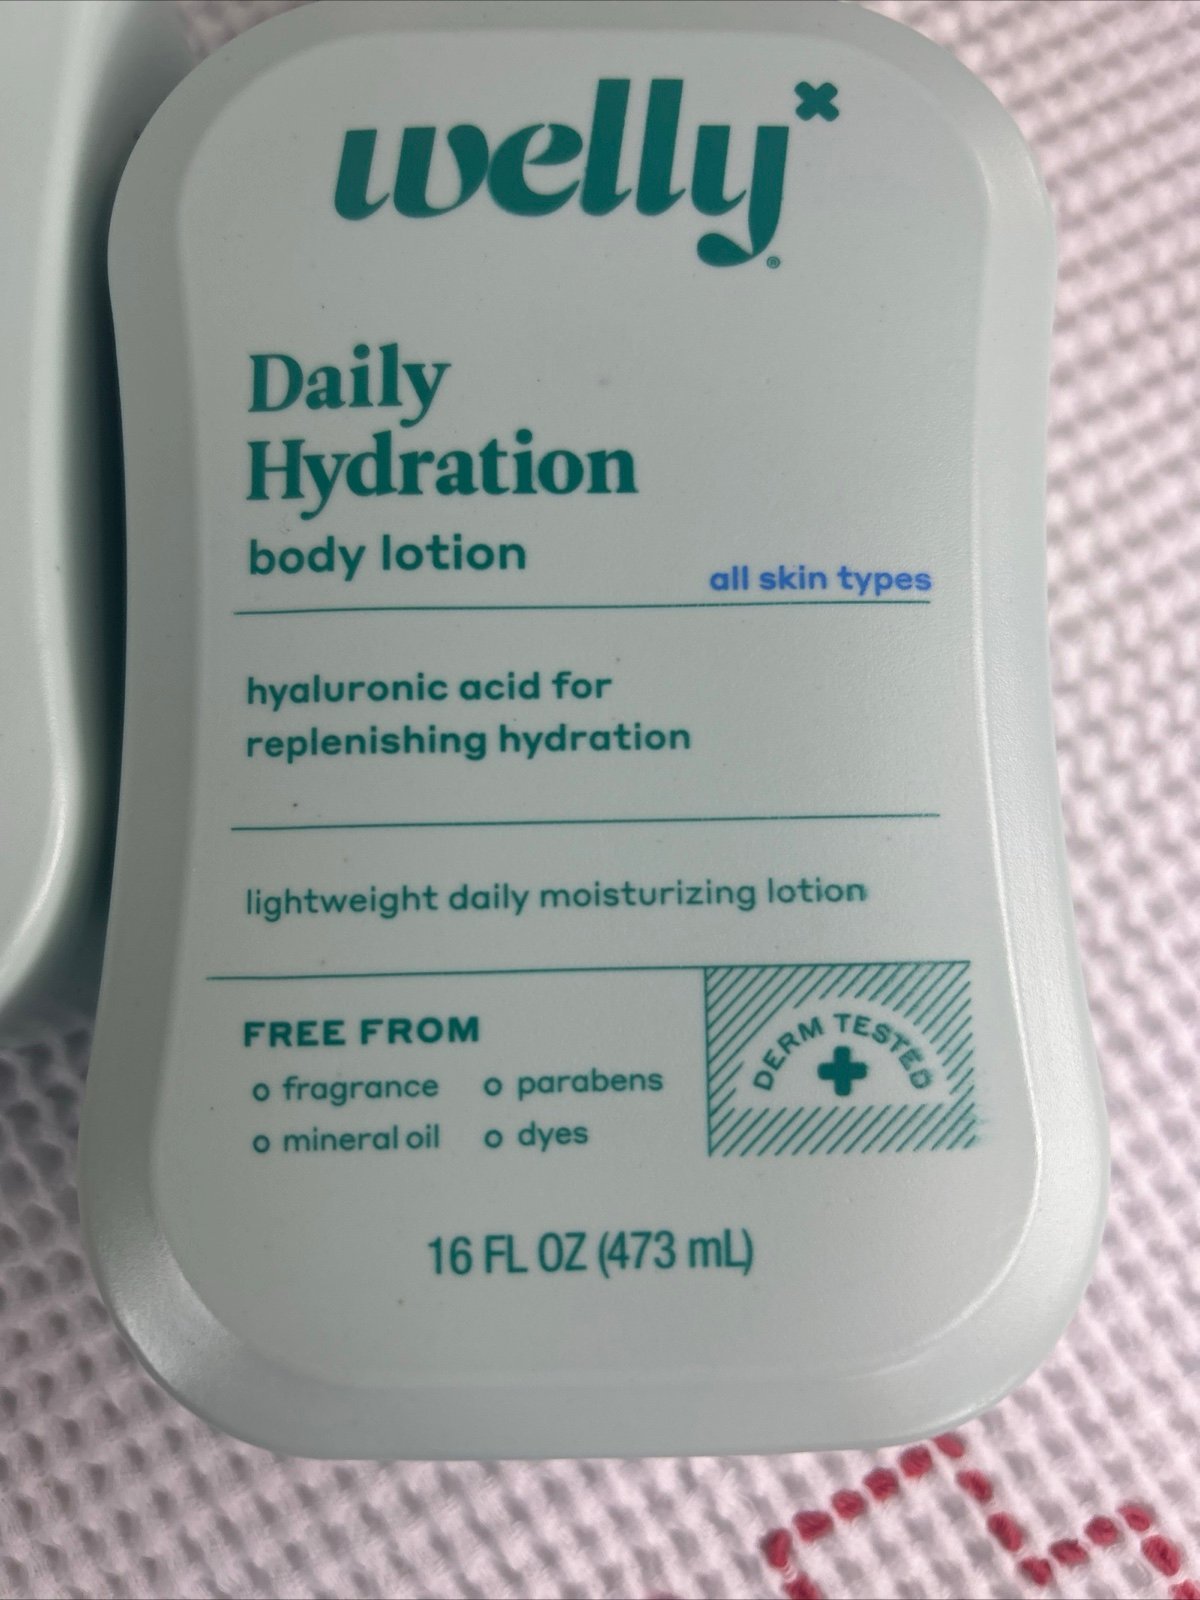 welly
®
Daily
Hydration
body lotion
all skin types
hyaluronic acid for
replenishing hydration
lightweight daily moisturizing lotion
FREE FROM
o fragrance o parabens
o mineral oil o dyes
DERM TESTED
16 FL OZ (473 mL)